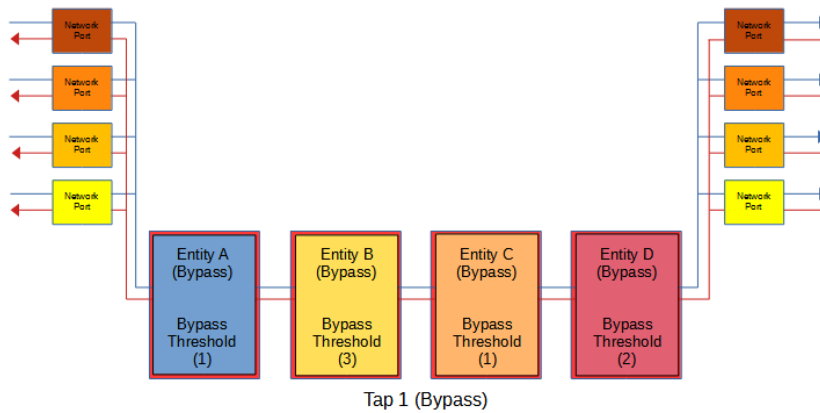 Network
Port
Network
Port
Network
Port
Network
Port
Network
Port
Network
Port
Network
Port
Network
Port
Entity A
(Bypass)
Bypass
Threshold
(1)
Entity B
(Bypass)
Bypass
Threshold
(3)
Entity C
(Bypass)
Bypass
Threshold
(1)
Entity D
(Bypass)
Bypass
Threshold
(2)
Tap 1 (Bypass)